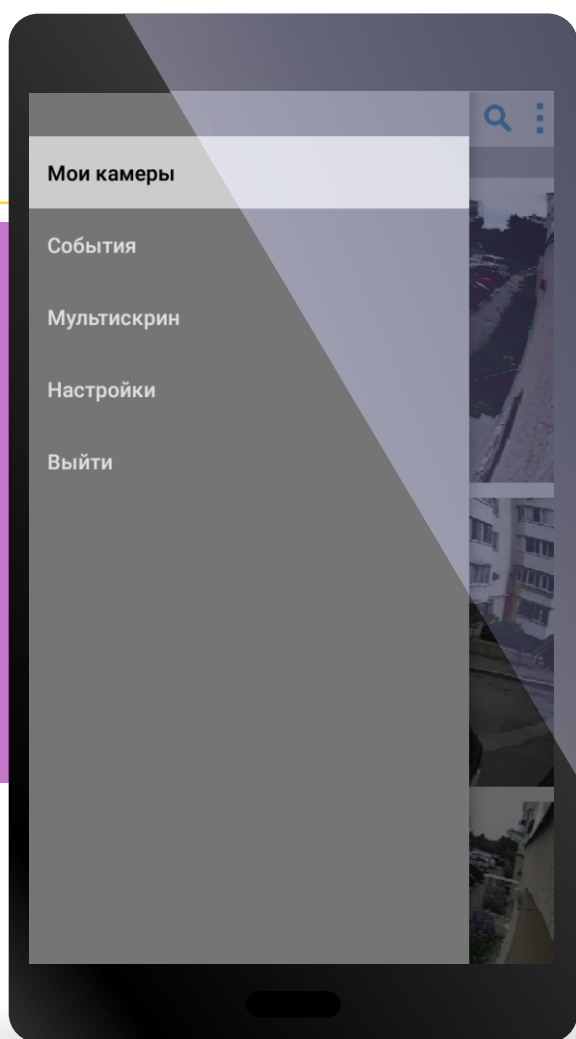 Мои камеры
События
Мультискрин
Настройки
Выйти